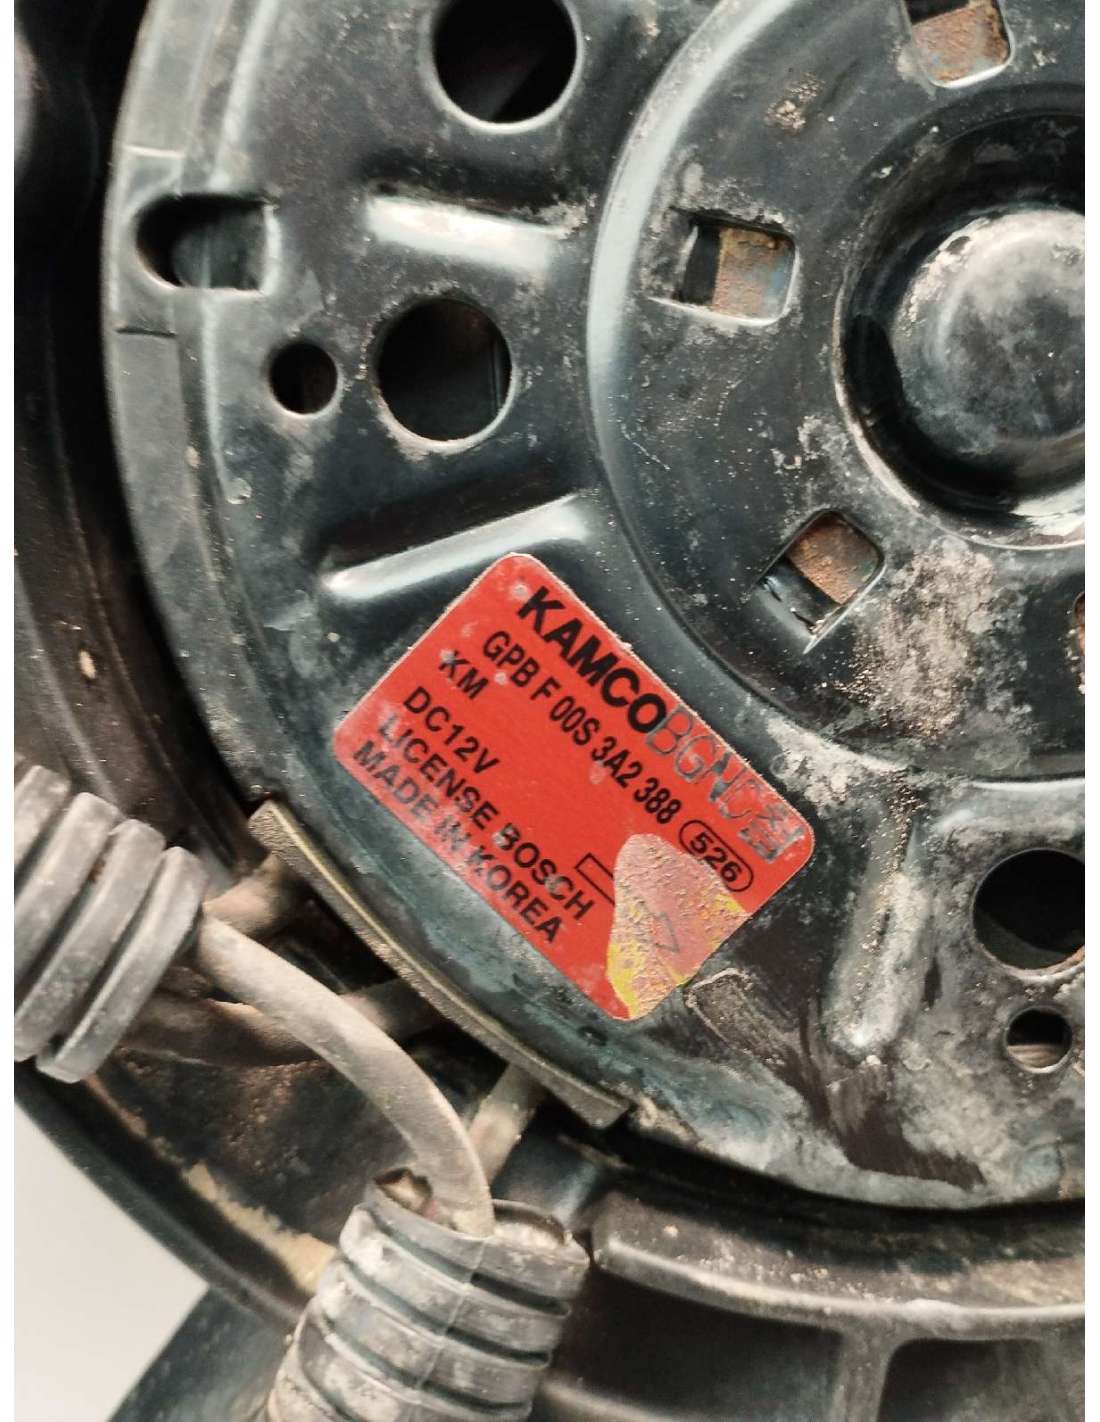 KAMCO
GPB F 00S 3A2 388 526
KM
DC12V
LICENSE BOSCH
MADE IN KOREA